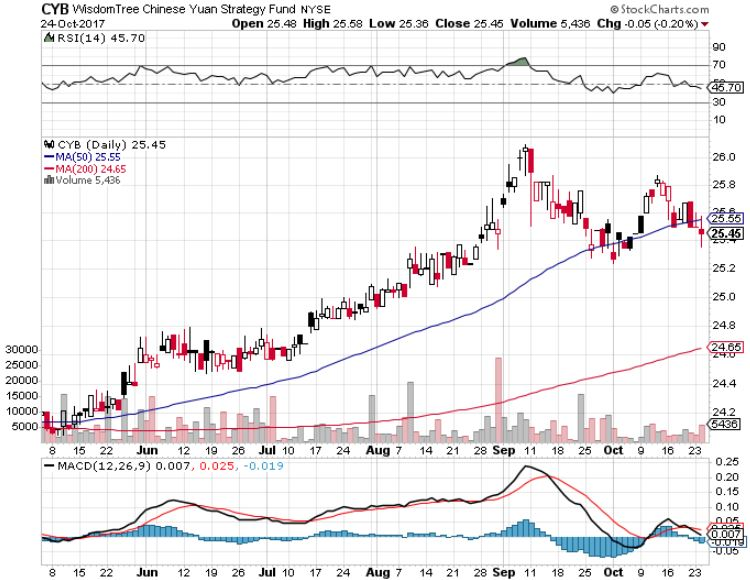 CYB WisdomTree Chinese Yuan Strategy Fund NYSE © StockCharts.com
24-Oct-2017 Open 25.48 High 25.58 Low 25.36 Close 25.45 Volume 5,436 Chg -0.05 (-0.20%)
RSI(14) 45.70
90
70
45.70
30
10
CYB (Daily) 25.45
MA(50) 25.55
MA(200) 24.65
Volume 5,436
26.0
25.8
25.55
25.45
25.2
25.0
24.8
24.65
24.4
24.2
30000
25000
20000
15000
10000
5000
5436
8 15 22 Jun 12 19 26 Jul 10 17 24 Aug 7 14 21 28 Sep 11 18 25 Oct 9 16 23
MACD(12,26,9) 0.007, 0.025, -0.019
0.25
0.20
0.15
0.10
0.05
0.007
-0.05
8 15 22 Jun 12 19 26 Jul 10 17 24 Aug 7 14 21 28 Sep 11 18 25 Oct 9 16 23